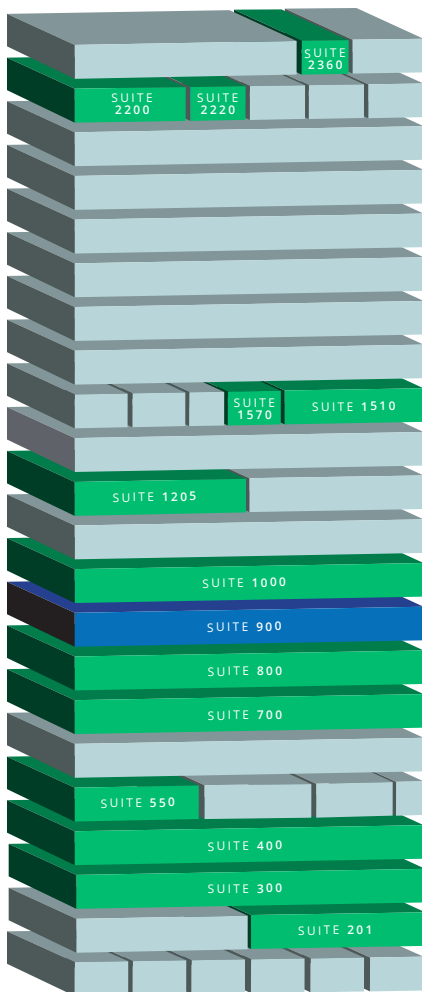 SUITE
2360
SUITE
2200
SUITE
2220
SUITE
1570
SUITE 1510
SUITE 1205
SUITE 1000
SUITE 900
SUITE 800
SUITE 700
SUITE 550
SUITE 400
SUITE 300
SUITE 201